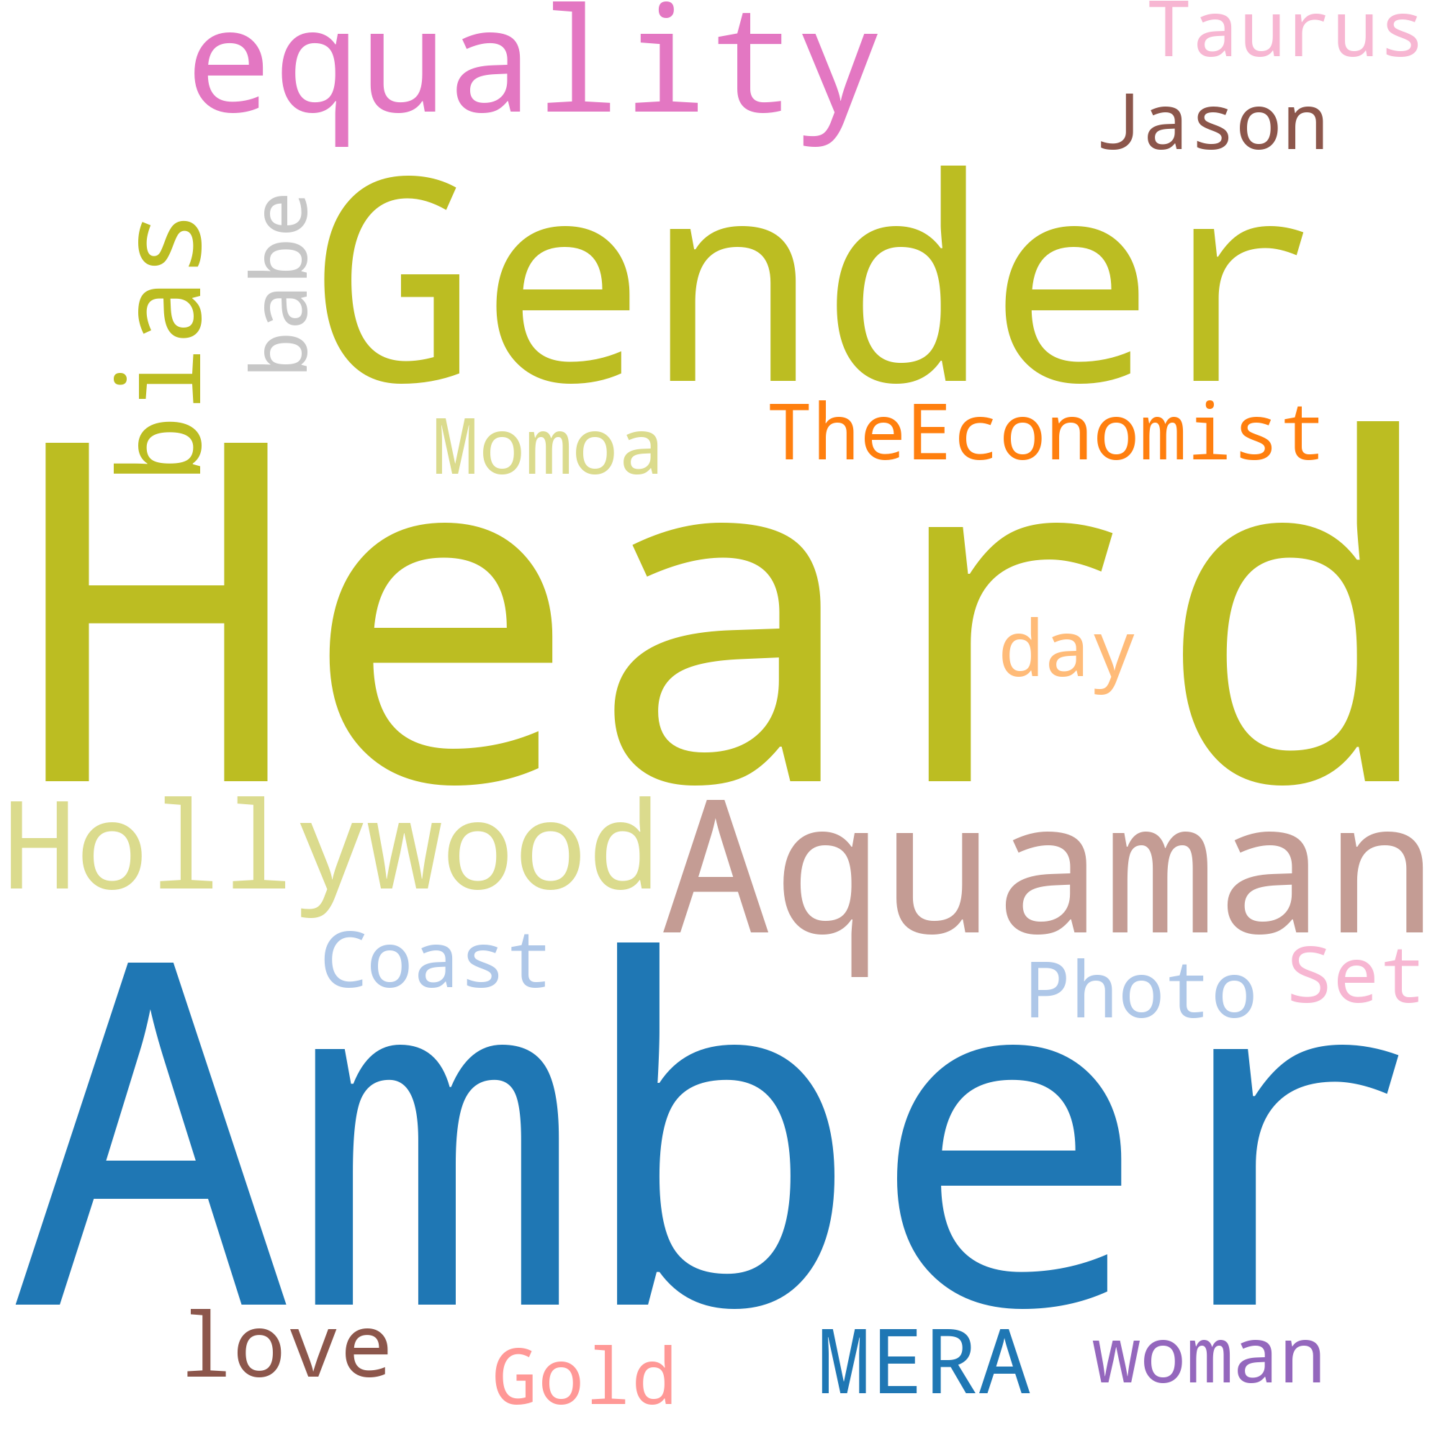 equality
Taurus
Jason
Gender
bias
babe
Momoa
TheEconomist
Heard
day
Hollywood
Aquaman
Coast
Photo
Set
Amber
love
Gold
MERA
woman